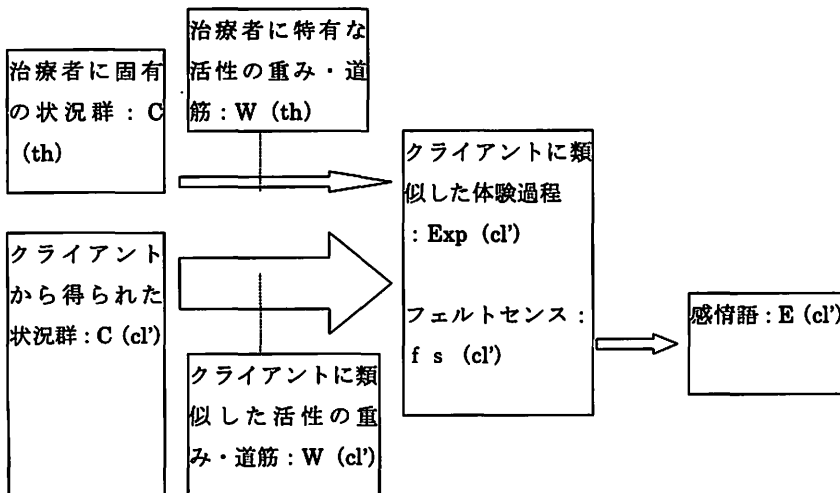 治療者に固有
の状況群：C
(th)
治療者に特有な
活性の重み・道
筋：W (th)
クライアントに類
似した体験過程
：Exp (cl')
フェルトセンス：
f s (cl')
クライアント
から得られた
状況群：C (cl')
クライアントに類
似した活性の重
み・道筋：W (cl')
感情語：E (cl')